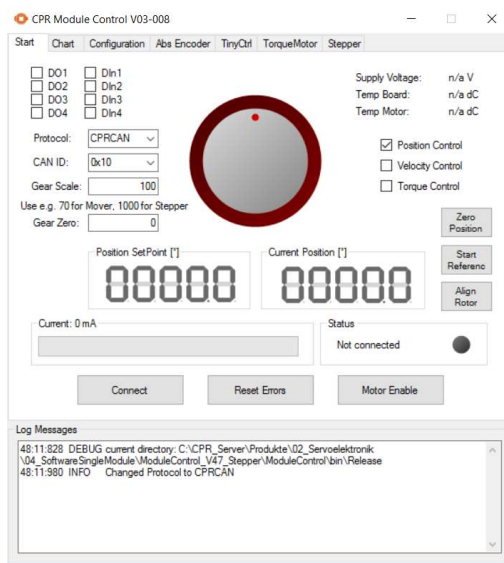 CPR Module Control V03-008
Start Chart Configuration Abs Encoder TinyCtrl TorqueMotor Stepper
DO1 DIn1
DO2 DIn2
DO3 DIn3
DO4 DIn4
Supply Voltage: n/a V
Temp Board: n/a dC
Temp Motor: n/a dC
Protocol: CPRCAN
CAN ID: 0x10
Gear Scale: 100
Use e.g. 70 for Mover, 1000 for Stepper
Gear Zero: 0
Position Control
Velocity Control
Torque Control
Zero
Position
Start
Referenc
Align
Rotor
Position SetPoint [°]
Current Position [°]
Current: 0 mA
Status
Not connected
Connect Reset Errors Motor Enable
Log Messages
48:11:828 DEBUG current directory: C:\CPR_Server\Produkte\02_Servoelektronik
\04_SoftwareSingleModule\ModuleControl_V47_Stepper\ModuleControl\bin\Release
48:11:980 INFO Changed Protocol to CPRCAN